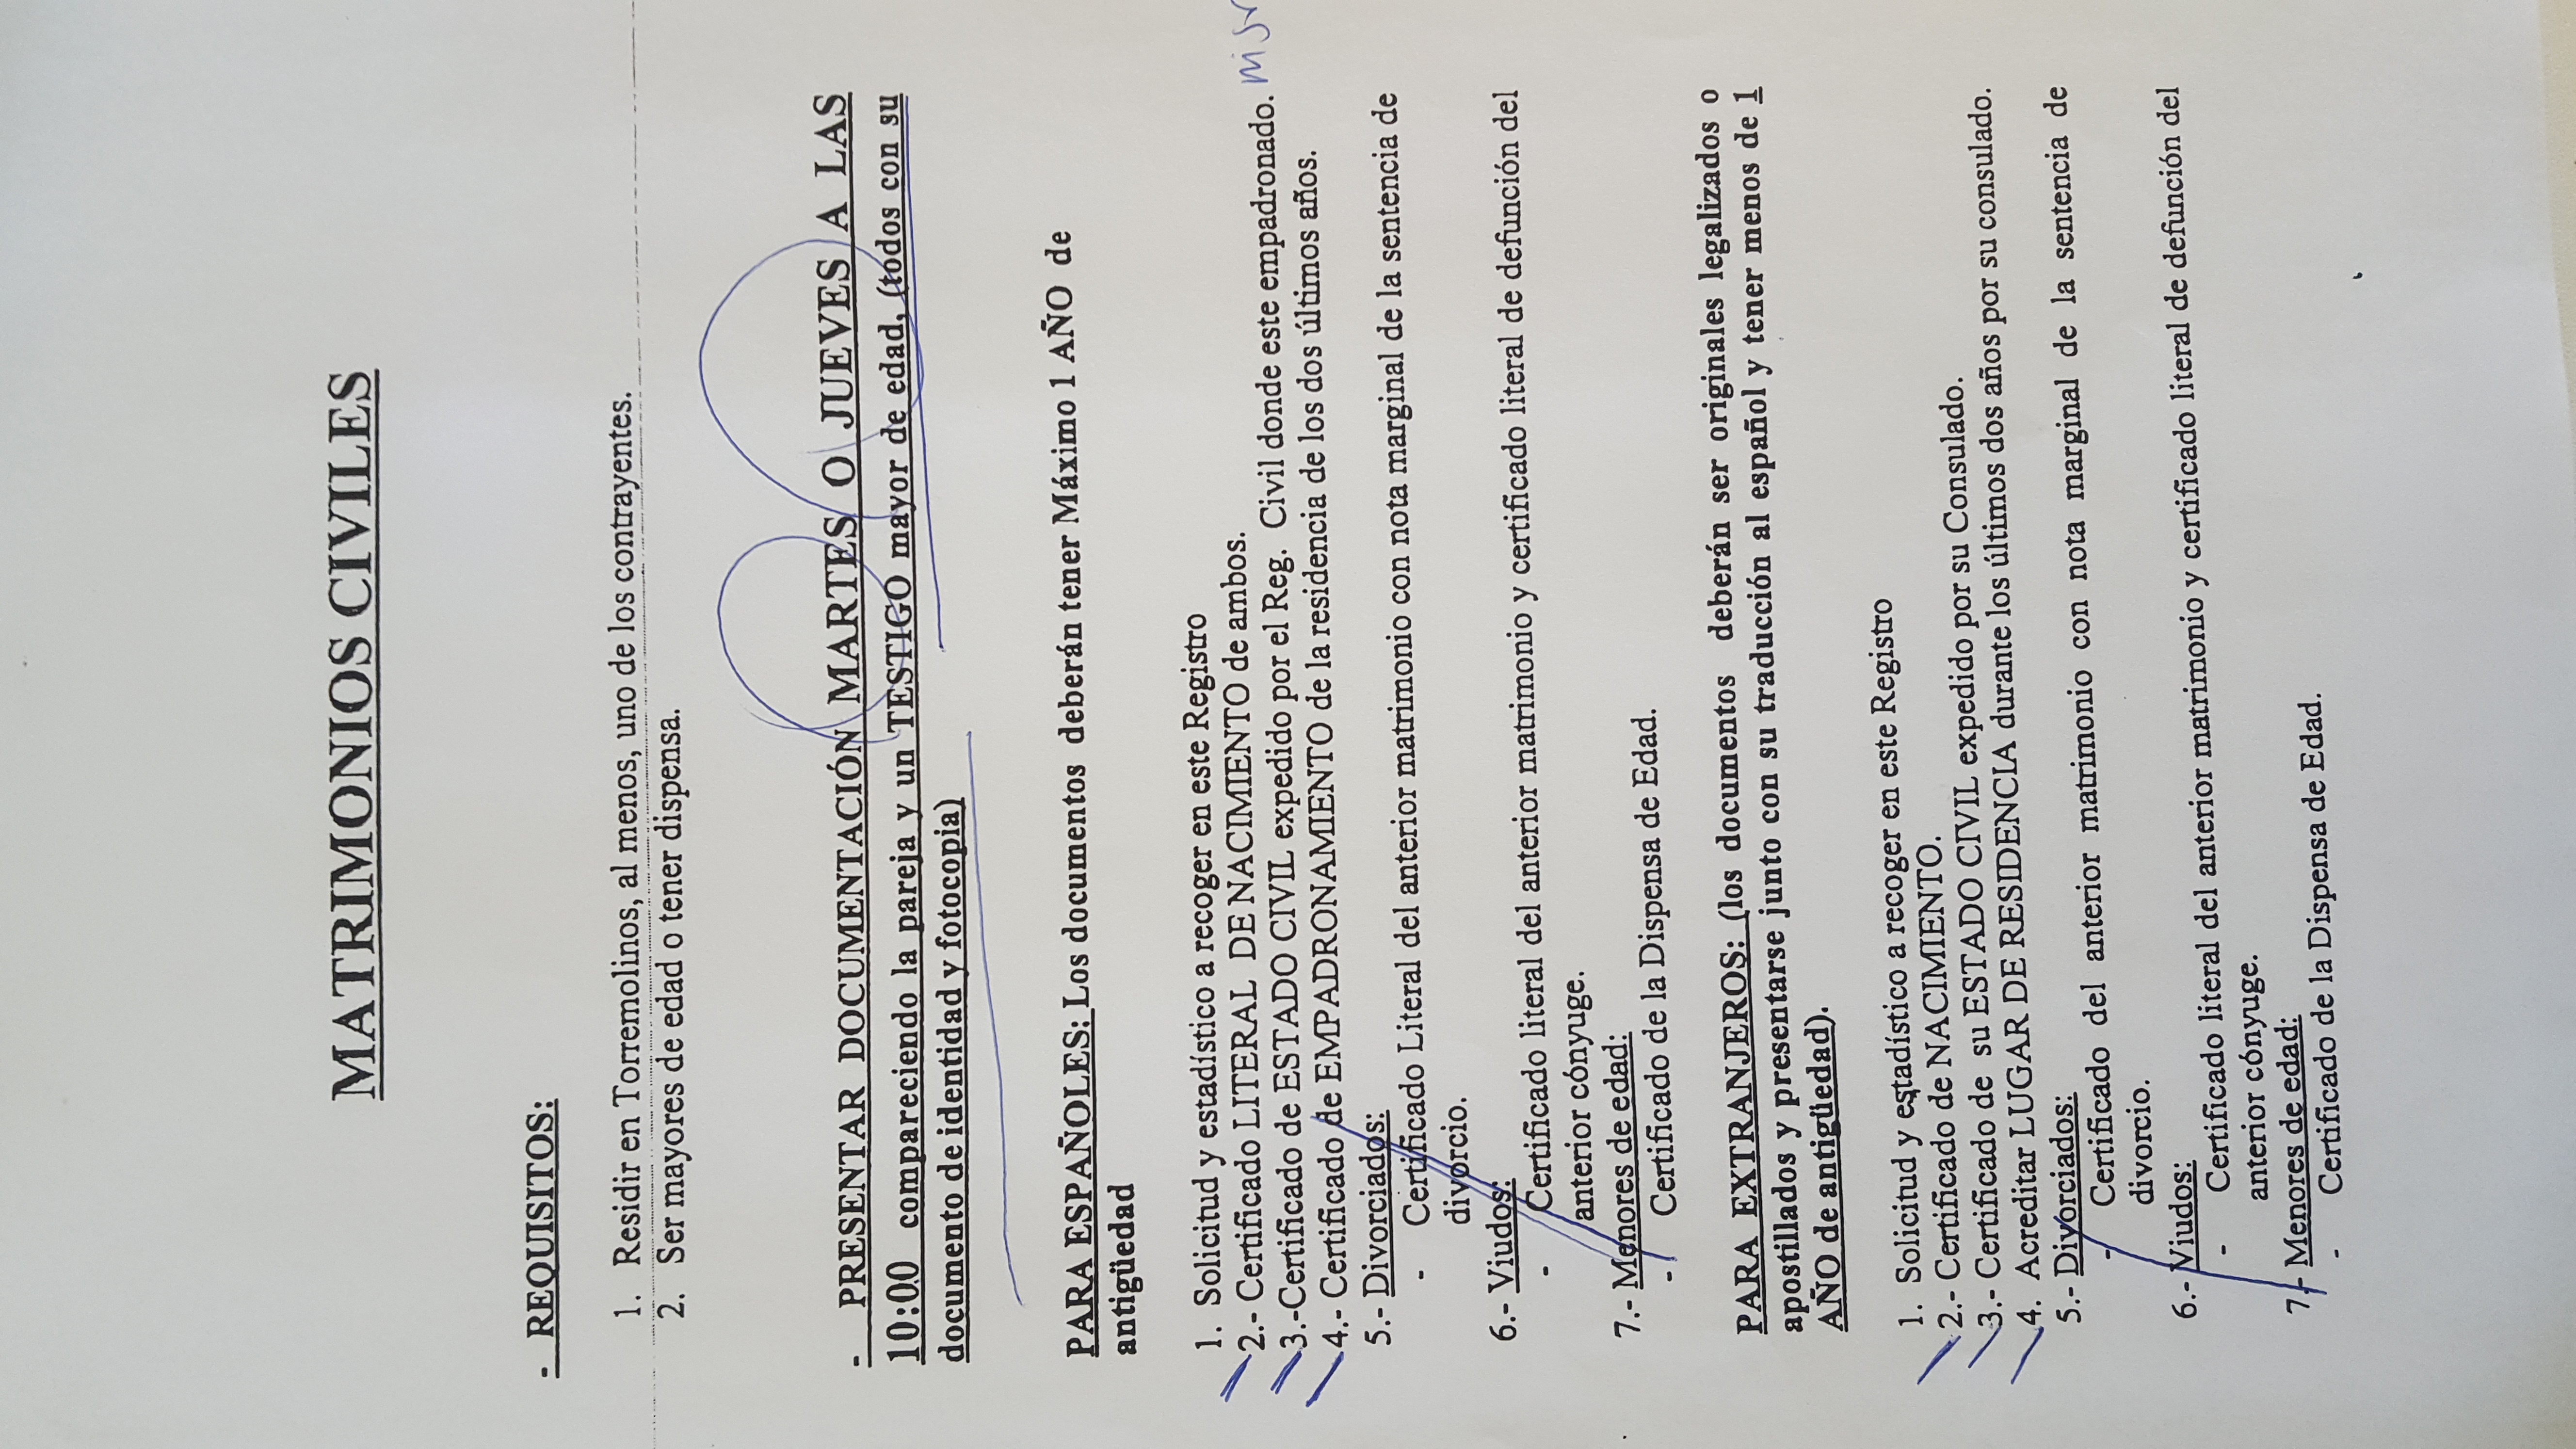 MATRIMONIOS CIVILES
- REQUISITOS:
1. Residir en Torremolinos, al menos, uno de los contrayentes.
2. Ser mayores de edad o tener dispensa.
- PRESENTAR DOCUMENTACIÓN MARTES O JUEVES A LAS
10:00 compareciendo la pareja y un TESTIGO mayor de edad, (todos con su
documento de identidad y fotocopia)
PARA ESPAÑOLES: Los documentos deberán tener Máximo 1 AÑO de
antigüedad
1. Solicitud y estadístico a recoger en este Registro
2.- Certificado LITERAL DE NACIMIENTO de ambos.
3.-Certificado de ESTADO CIVIL expedido por el Reg. Civil donde este empadronado.
4.- Certificado de EMPADRONAMIENTO de la residencia de los dos últimos años.
5.- Divorciados:
- Certificado Literal del anterior matrimonio con nota marginal de la sentencia de
divorcio.
6.- Viudos:
- Certificado literal del anterior matrimonio y certificado literal de defunción del
anterior cónyuge.
7.- Menores de edad:
- Certificado de la Dispensa de Edad.
PARA EXTRANJEROS: (los documentos deberán ser originales legalizados o
apostillados y presentarse junto con su traducción al español y tener menos de 1
AÑO de antigüedad).
1. Solicitud y estadístico a recoger en este Registro
2.- Certificado de NACIMIENTO.
3.- Certificado de su ESTADO CIVIL expedido por su Consulado.
4. Acreditar LUGAR DE RESIDENCIA durante los últimos dos años por su consulado.
5.- Divorciados:
- Certificado del anterior matrimonio con nota marginal de la sentencia de
divorcio.
6.- Viudos:
- Certificado literal del anterior matrimonio y certificado literal de defunción del
anterior cónyuge.
7.- Menores de edad:
- Certificado de la Dispensa de Edad.